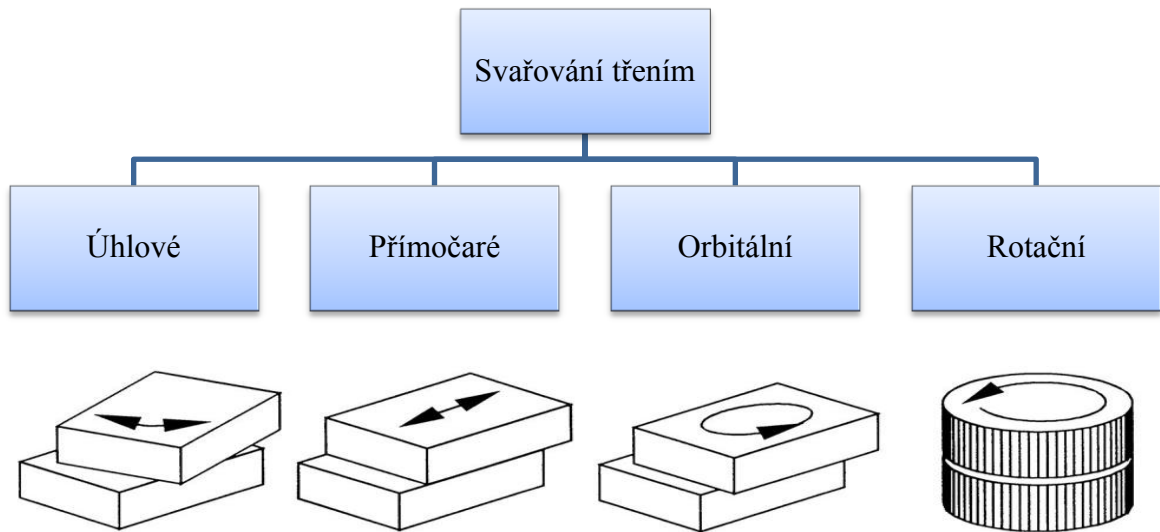 Svařování třením
Úhlové
Přímočaré
Orbitální
Rotační